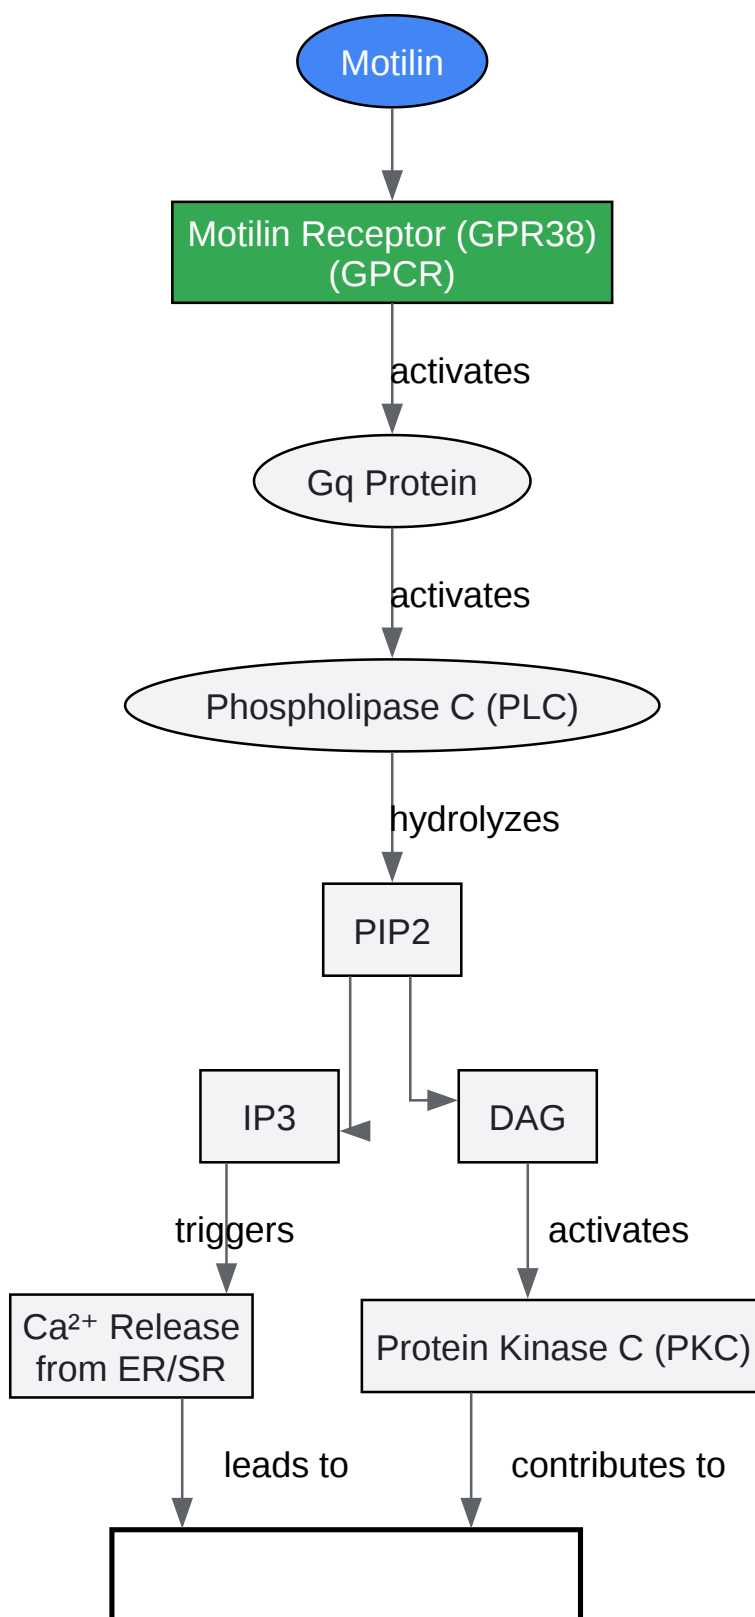 Motilin
Motilin Receptor (GPR38)
(GPCR)
activates
Gq Protein
activates
Phospholipase C (PLC)
hydrolyzes
PIP2
IP3
DAG
triggers
activates
Ca²⁺ Release
from ER/SR
Protein Kinase C (PKC)
leads to
contributes to